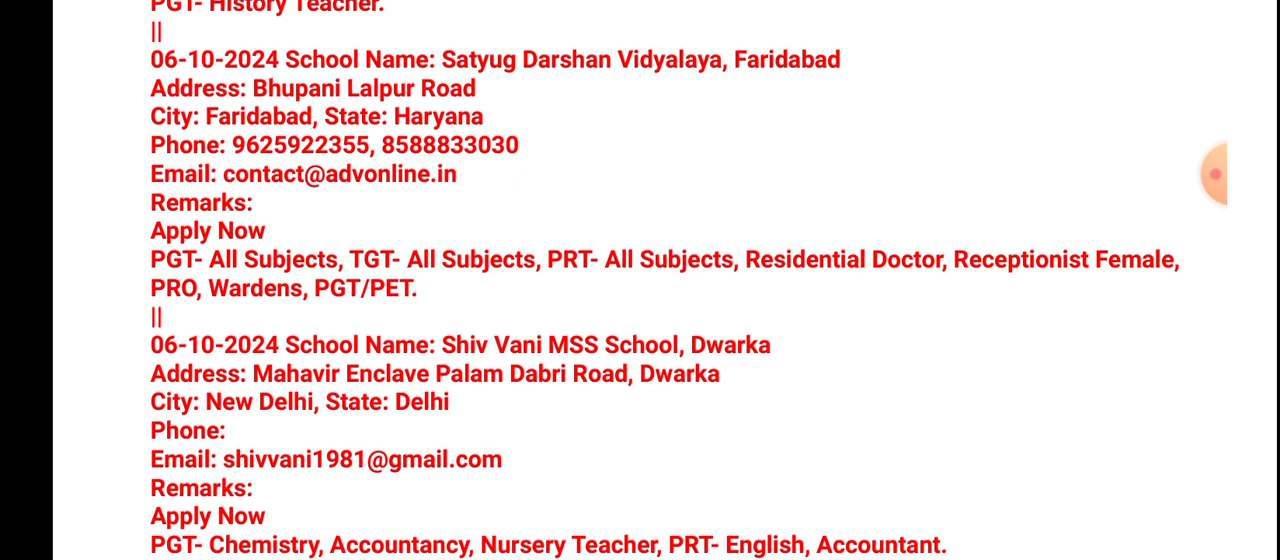 PGT- History Teacher.
||
06-10-2024 School Name: Satyug Darshan Vidyalaya, Faridabad
Address: Bhupani Lalpur Road
City: Faridabad, State: Haryana
Phone: 9625922355, 8588833030
Email: contact@advonline.in
Remarks:
Apply Now
PGT- All Subjects, TGT- All Subjects, PRT- All Subjects, Residential Doctor, Receptionist Female,
PRO, Wardens, PGT/PET.
||
06-10-2024 School Name: Shiv Vani MSS School, Dwarka
Address: Mahavir Enclave Palam Dabri Road, Dwarka
City: New Delhi, State: Delhi
Phone:
Email: shivvani1981@gmail.com
Remarks:
Apply Now
PGT- Chemistry, Accountancy, Nursery Teacher, PRT- English, Accountant.